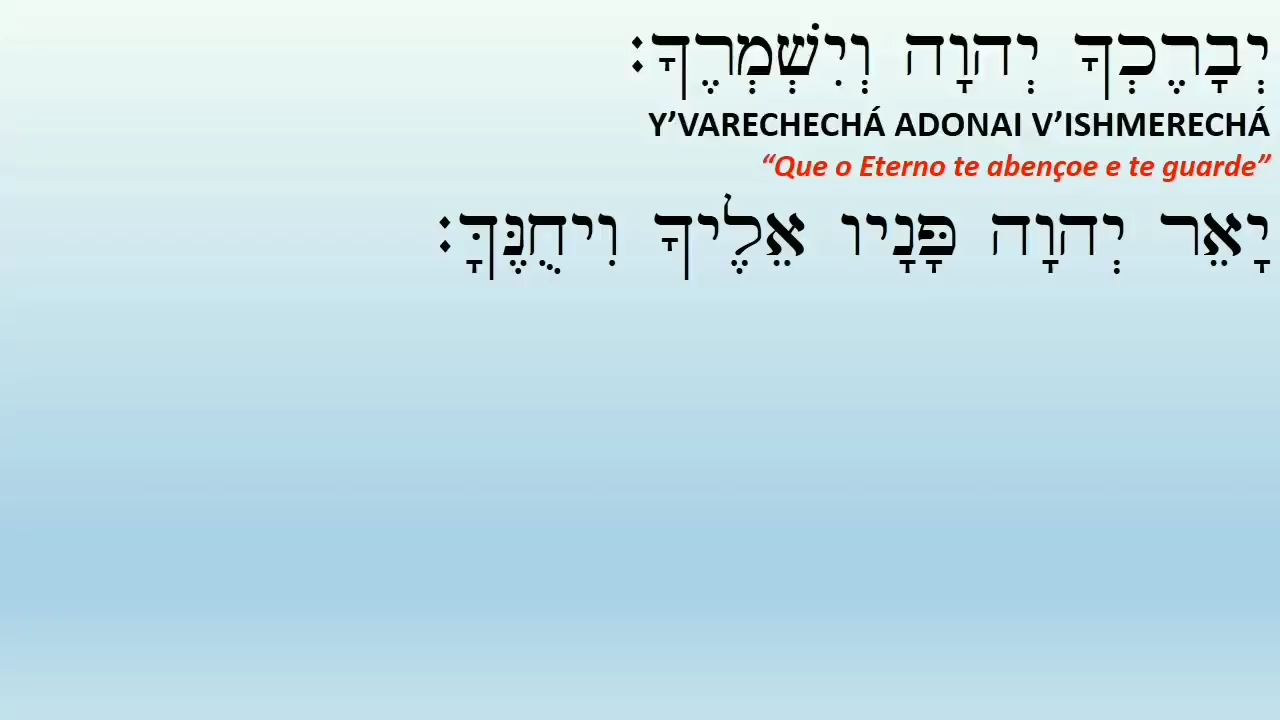 יְבָרֶכְךָ יְהוָה וְיִשְׁמְרֶךָ׃
Y’VARECHECHÁ ADONAI V’ISHMERECHÁ
“Que o Eterno te abençoe e te guarde”
יָאֵר יְהוָה פָּנָיו אֵלֶיךָ וִיחֻנֶּךָּ׃